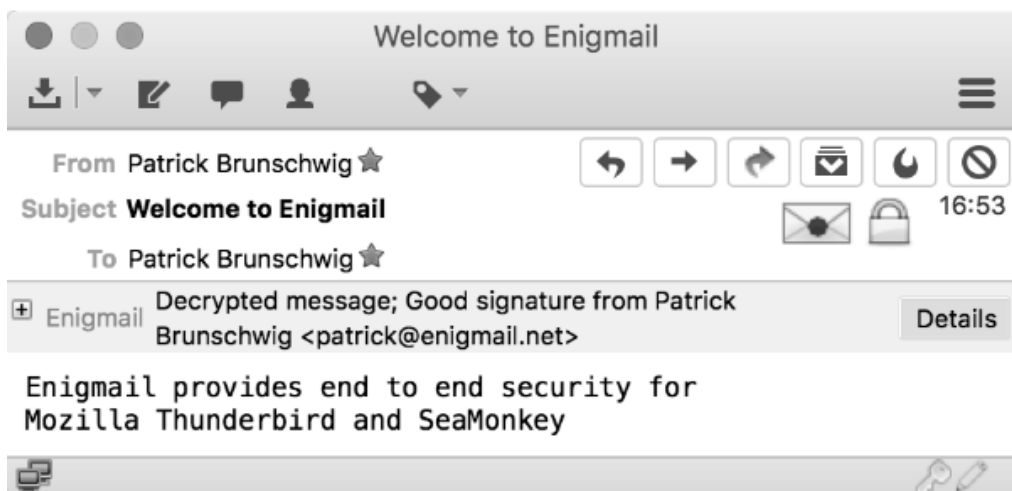 Welcome to Enigmail
From Patrick Brunschwig
Subject Welcome to Enigmail
16:53
To Patrick Brunschwig
Enigmail
Decrypted message; Good signature from Patrick
Brunschwig <patrick@enigmail.net>
Details
Enigmail provides end to end security for
Mozilla Thunderbird and SeaMonkey